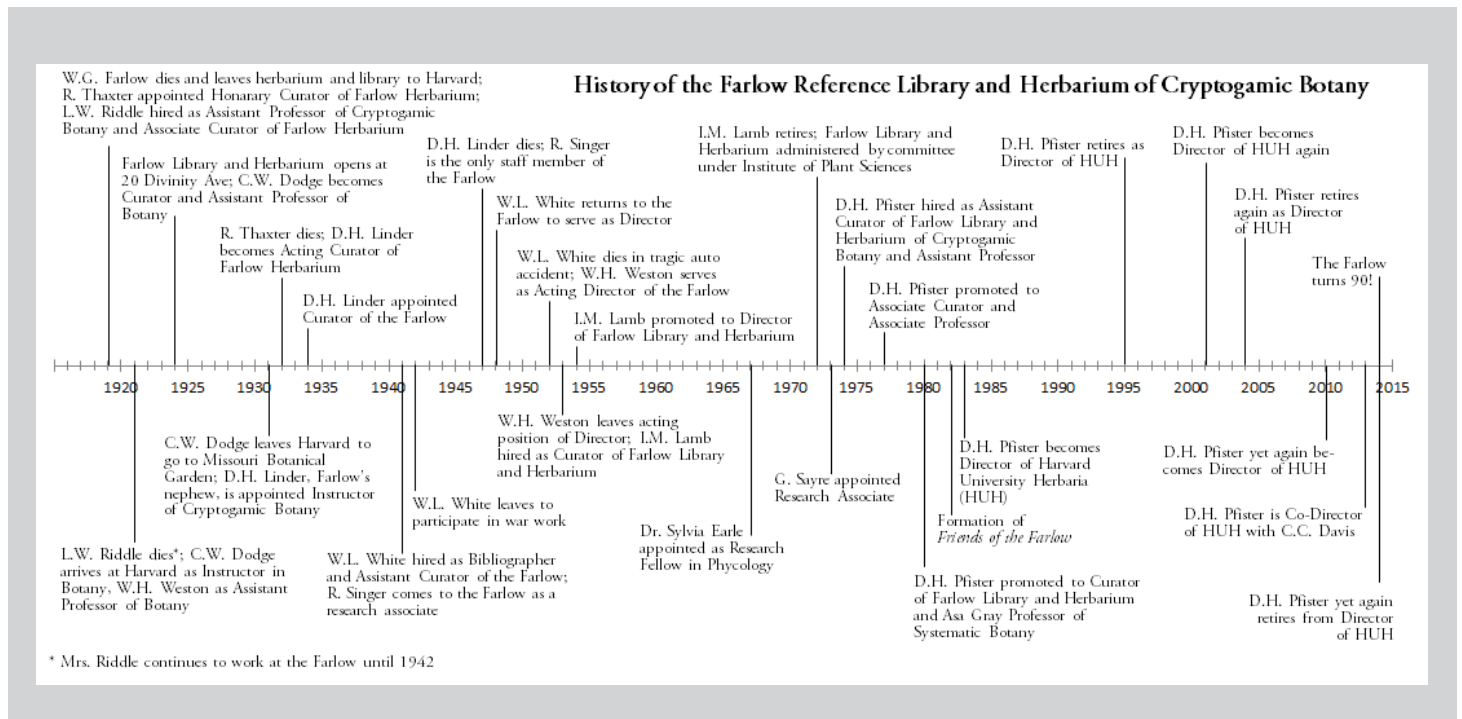 W.G. Farlow dies and leaves herbarium and library to Harvard;
R. Thaxter appointed Honarary Curator of Farlow Herbarium;
L.W. Riddle hired as Assistant Professor of Cryptogamic
Botany and Associate Curator of Farlow Herbarium
History of the Farlow Reference Library and Herbarium of Cryptogamic Botany
Farlow Library and Herbarium opens at
20 Divinity Ave; C.W. Dodge becomes
Curator and Assistant Professor of
Botany
R. Thaxter dies; D.H. Linder
becomes Acting Curator of
Farlow Herbarium
D.H. Linder appointed
Curator of the Farlow
D.H. Linder dies; R. Singer
is the only staff member of
the Farlow
W.L. White returns to the
Farlow to serve as Director
W.L. White dies in tragic auto
accident; W.H. Weston serves
as Acting Director of the Farlow
I.M. Lamb promoted to Director
of Farlow Library and Herbarium
I.M. Lamb retires; Farlow Library and
Herbarium administered by committee
under Institute of Plant Sciences
D.H. Pfister hired as Assistant
Curator of Farlow Library and
Herbarium of Cryptogamic
Botany and Assistant Professor
D.H. Pfister promoted to
Associate Curator and
Associate Professor
D.H. Pfister retires as
Director of HUH
D.H. Pfister becomes
Director of HUH again
D.H. Pfister retires
again as Director
of HUH
The Farlow
turns 90!
1920 1925 1930 1935 1940 1945 1950 1955 1960 1965 1970 1975 1980 1985 1990 1995 2000 2005 2010 2015
L.W. Riddle dies*; C.W. Dodge
arrives at Harvard as Instructor in
Botany, W.H. Weston as Assistant
Professor of Botany
C.W. Dodge leaves Harvard to
go to Missouri Botanical
Garden; D.H. Linder, Farlow's
nephew, is appointed Instructor
of Cryptogamic Botany
W.L. White hired as Bibliographer
and Assistant Curator of the Farlow;
R. Singer comes to the Farlow as a
research associate
W.L. White leaves to
participate in war work
W.H. Weston leaves acting
position of Director; I.M. Lamb
hired as Curator of Farlow Library
and Herbarium
Dr. Sylvia Earle
appointed as Research
Fellow in Phycology
G. Sayre appointed
Research Associate
D.H. Pfister promoted to Curator
of Farlow Library and Herbarium
and Asa Gray Professor of
Systematic Botany
Formation of
Friends of the Farlow
D.H. Pfister becomes
Director of Harvard
University Herbaria
(HUH)
D.H. Pfister yet again be-
comes Director of HUH
D.H. Pfister is Co-Director
of HUH with C.C. Davis
D.H. Pfister yet again
retires from Director
of HUH
* Mrs. Riddle continues to work at the Farlow until 1942